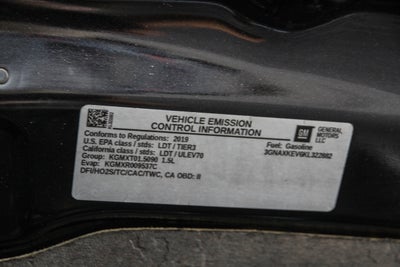 VEHICLE EMISSION
CONTROL INFORMATION
GM
GENERAL
MOTORS
LLC
Conforms to Regulations: 2019
U.S. EPA class / stds: LDT / TIER3
California class / stds: LDT / ULEV70
Group: KGMXT01.5090 1.5L
Evap: KGMXR0095137C
DFI/HO2S/TC/CAC/TWC, CA OBD: II
Fuel: Gasoline
3GNAXKEV6KL322882